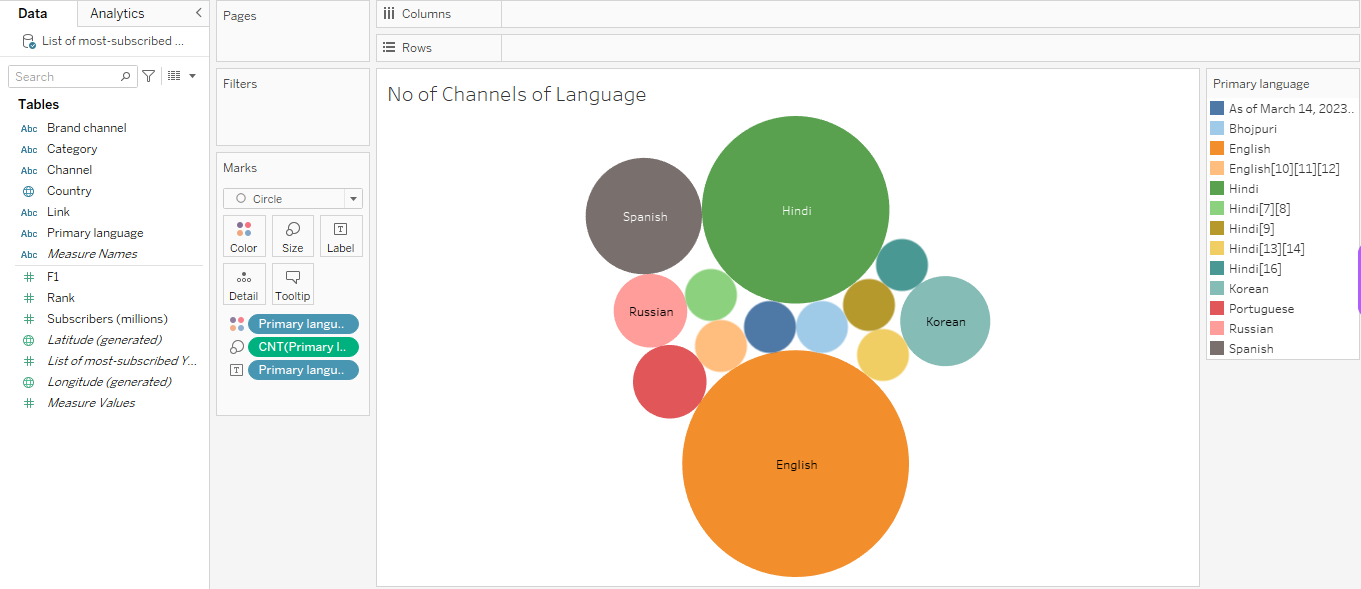 Data
Analytics
List of most-subscribed ...
Search
Tables
Abc Brand channel
Abc Category
Abc Channel
Country
Abc Link
Abc Primary language
Abc Measure Names
# F1
# Rank
# Subscribers (millions)
Latitude (generated)
# List of most-subscribed Y...
Longitude (generated)
# Measure Values
Pages
Filters
Marks
Circle
Color
Size
T
Label
Detail
Tooltip
Primary langu..
CNT(Primary l..
T Primary langu..
Columns
Rows
No of Channels of Language
Hindi
Spanish
Russian
Korean
English
Primary language
As of March 14, 2023..
Bhojpuri
English
English[10][11][12]
Hindi
Hindi[7][8]
Hindi[9]
Hindi[13][14]
Hindi[16]
Korean
Portuguese
Russian
Spanish